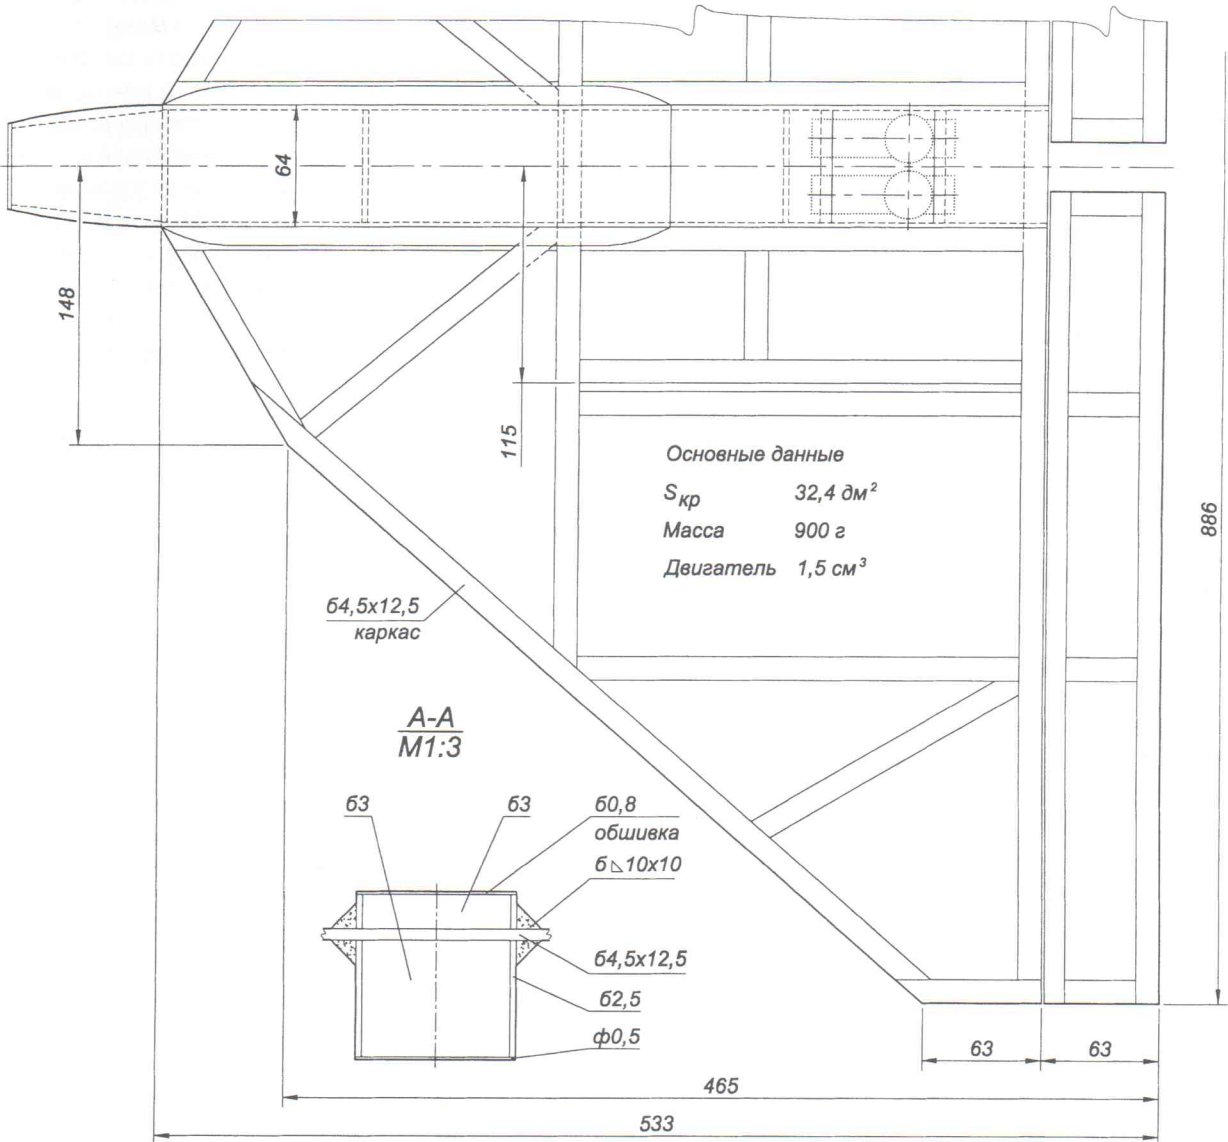 64
148
115
Основные данные
Sкр 32,4 дм²
Масса 900 г
Двигатель 1,5 см³
886
б4,5х12,5
каркас
А-А
М1:3
б3
б3
б0,8
обшивка
б⊿10х10
б4,5х12,5
б2,5
ф0,5
63
63
465
533